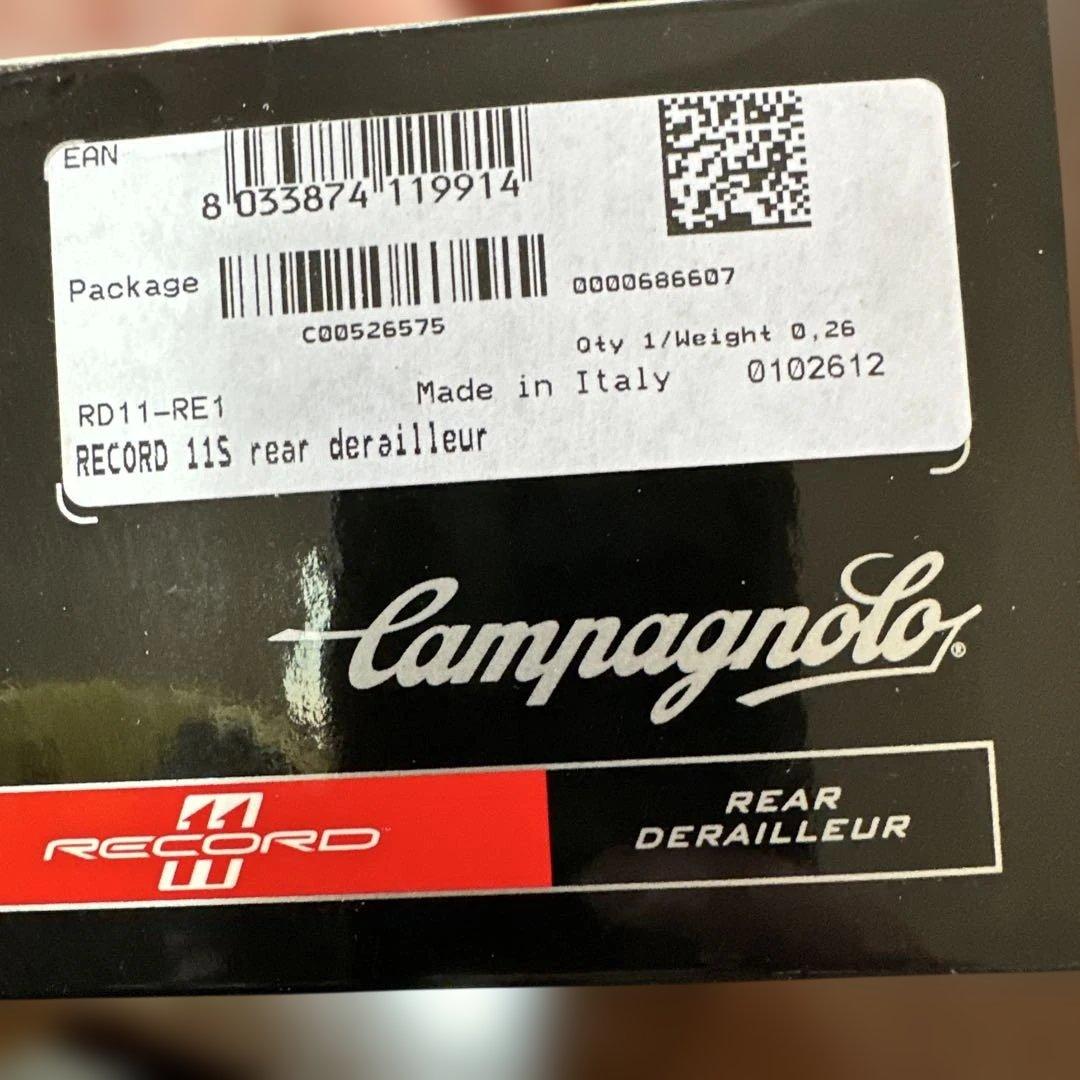 EAN
8 033874 119914
Package
0000686607
C00526575
Qty 1/Weight 0,26
Made in Italy 0102612
RD11-RE1
RECORD 11S rear derailleur
Campagnolo®
RECORD
REAR
DERAILLEUR